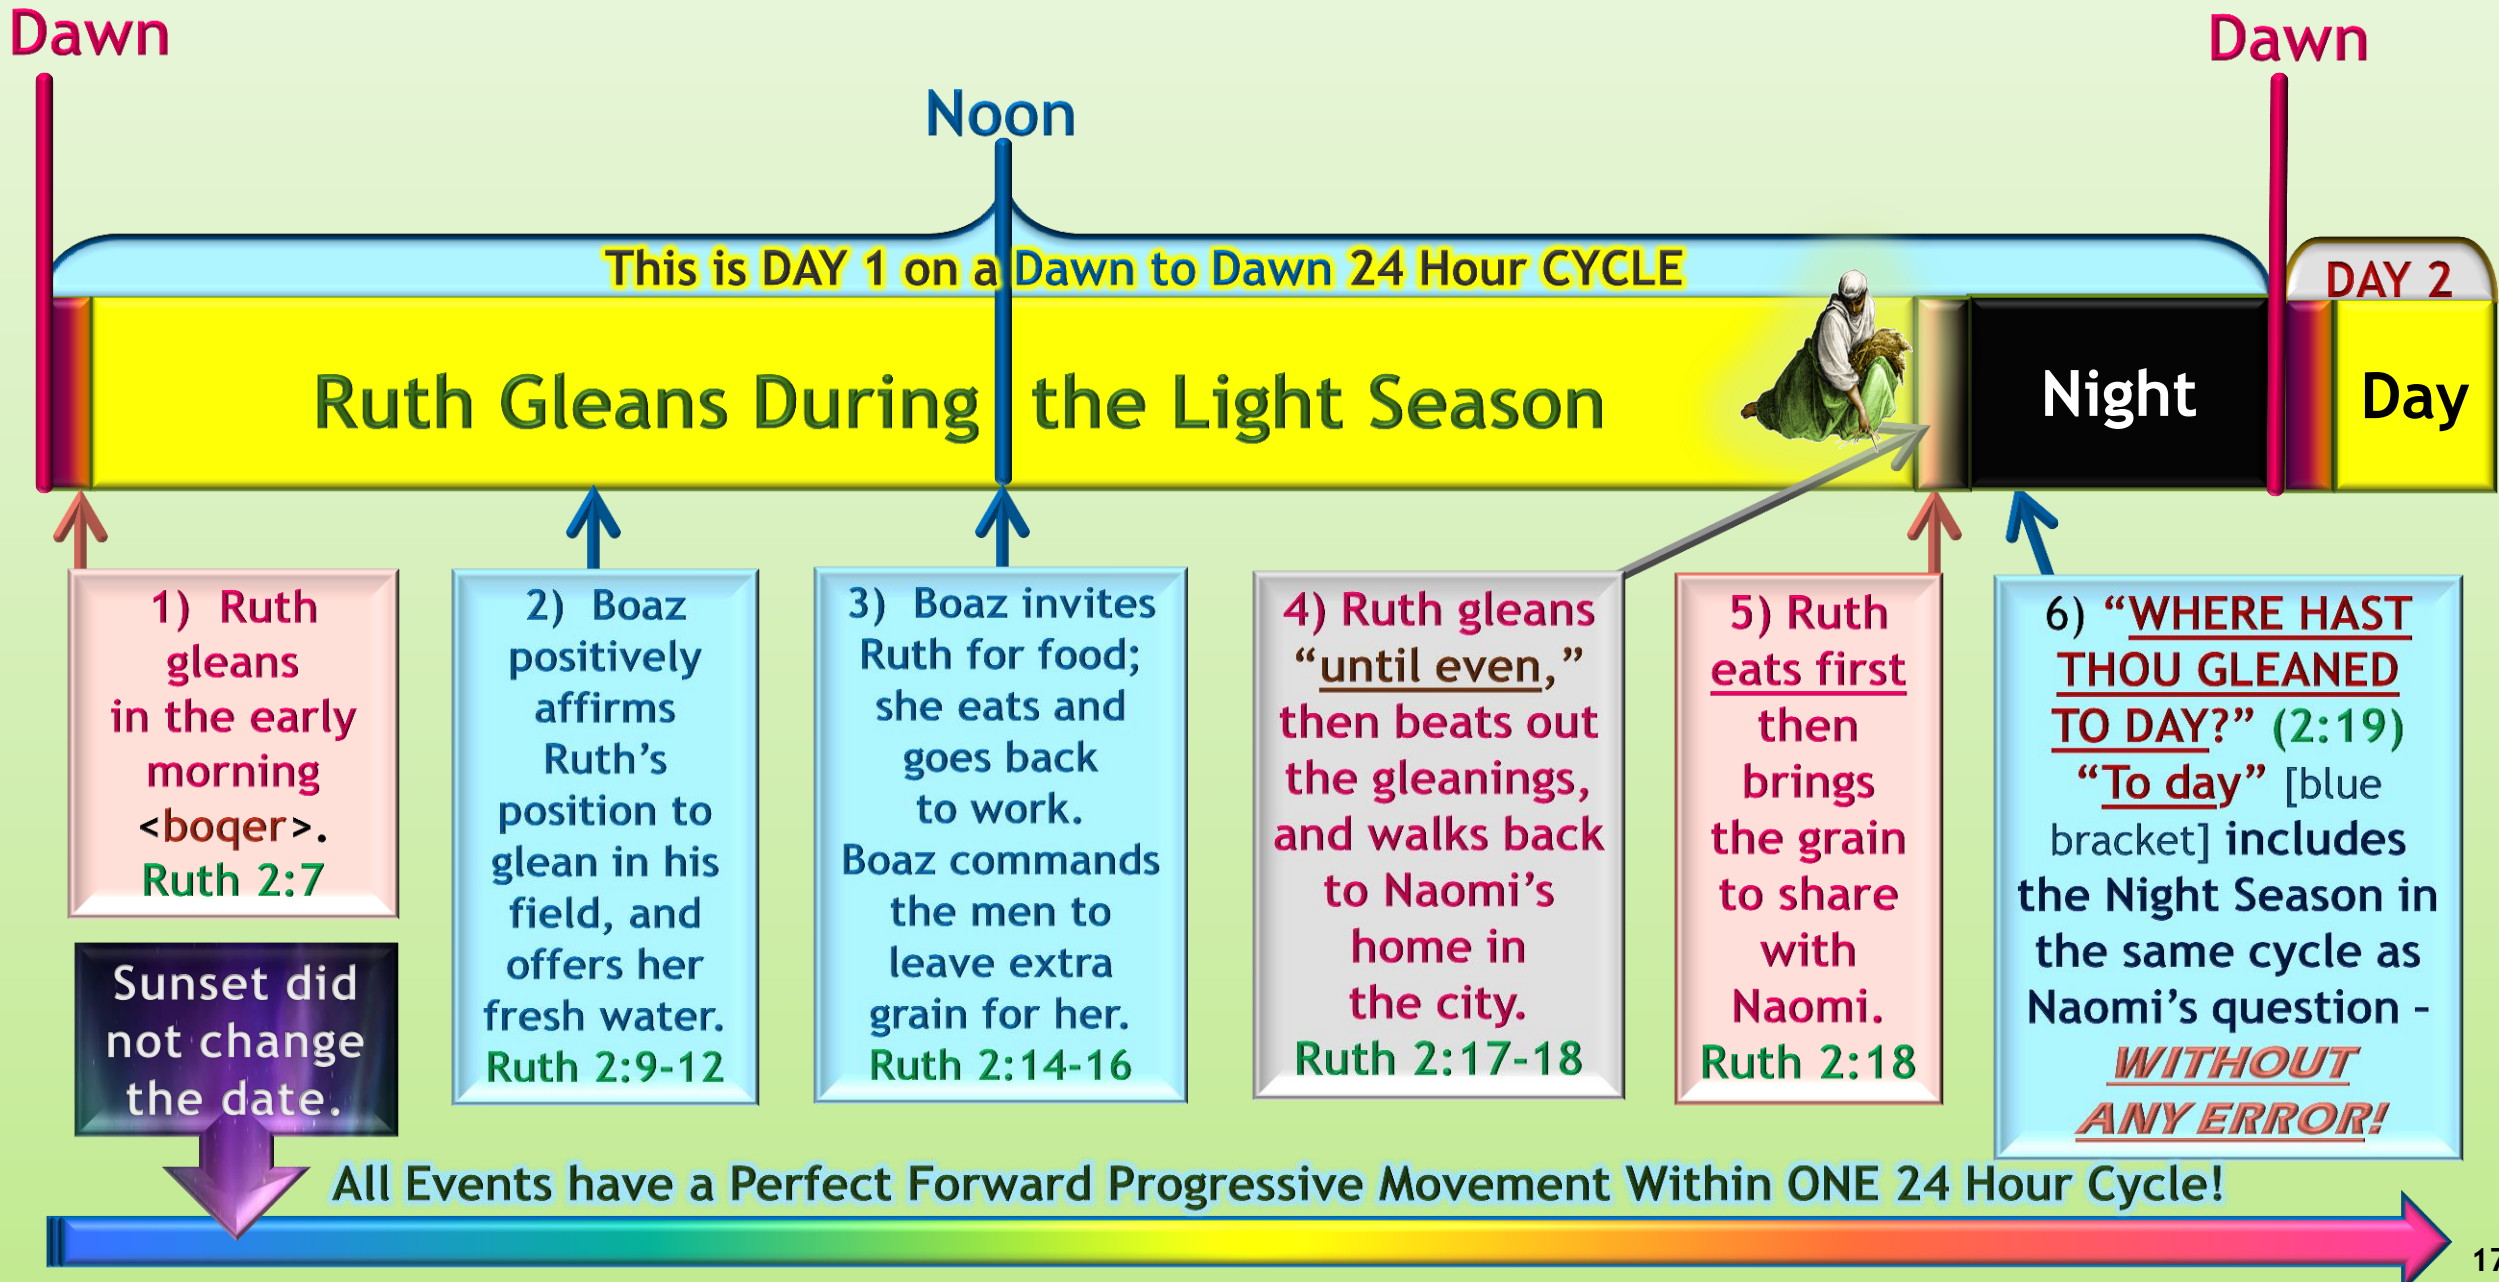 Dawn
Dawn
Noon
This is DAY 1 on a Dawn to Dawn 24 Hour CYCLE
DAY 2
Ruth Gleans During the Light Season
Night
Day
1) Ruth
gleans
in the early
morning
<boqer>.
Ruth 2:7
Sunset did
not change
the date.
2) Boaz
positively
affirms
Ruth’s
position to
glean in his
field, and
offers her
fresh water.
Ruth 2:9-12
3) Boaz invites
Ruth for food;
she eats and
goes back
to work.
Boaz commands
the men to
leave extra
grain for her.
Ruth 2:14-16
4) Ruth gleans
“until even,”
then beats out
the gleanings,
and walks back
to Naomi’s
home in
the city.
Ruth 2:17-18
5) Ruth
eats first
then
brings
the grain
to share
with
Naomi.
Ruth 2:18
6) “WHERE HAST
THOU GLEANED
TO DAY?” (2:19)
“To day” [blue
bracket] includes
the Night Season in
the same cycle as
Naomi’s question –
WITHOUT
ANY ERROR!
All Events have a Perfect Forward Progressive Movement Within ONE 24 Hour Cycle!
17